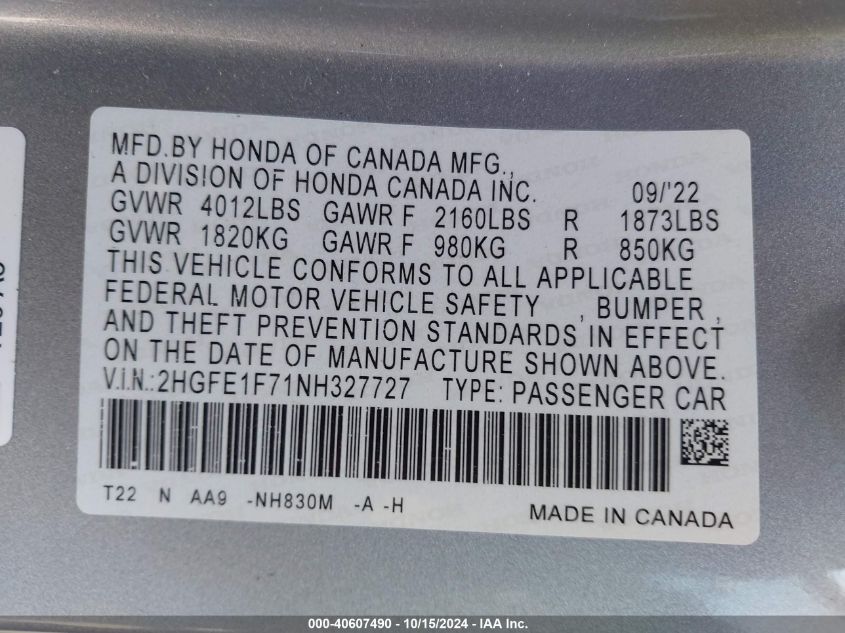 MFD.BY HONDA OF CANADA MFG.,
A DIVISION OF HONDA CANADA INC. 09/'22
GVWR 4012LBS GAWR F 2160LBS R 1873LBS
GVWR 1820KG GAWR F 980KG R 850KG
THIS VEHICLE CONFORMS TO ALL APPLICABLE
FEDERAL MOTOR VEHICLE SAFETY , BUMPER ,
AND THEFT PREVENTION STANDARDS IN EFFECT
ON THE DATE OF MANUFACTURE SHOWN ABOVE.
V.I.N.:2HGFE1F71NH327727 TYPE: PASSENGER CAR
T22 N AA9 -NH830M -A -H
MADE IN CANADA
000-40607490 - 10/15/2024 - IAA Inc.